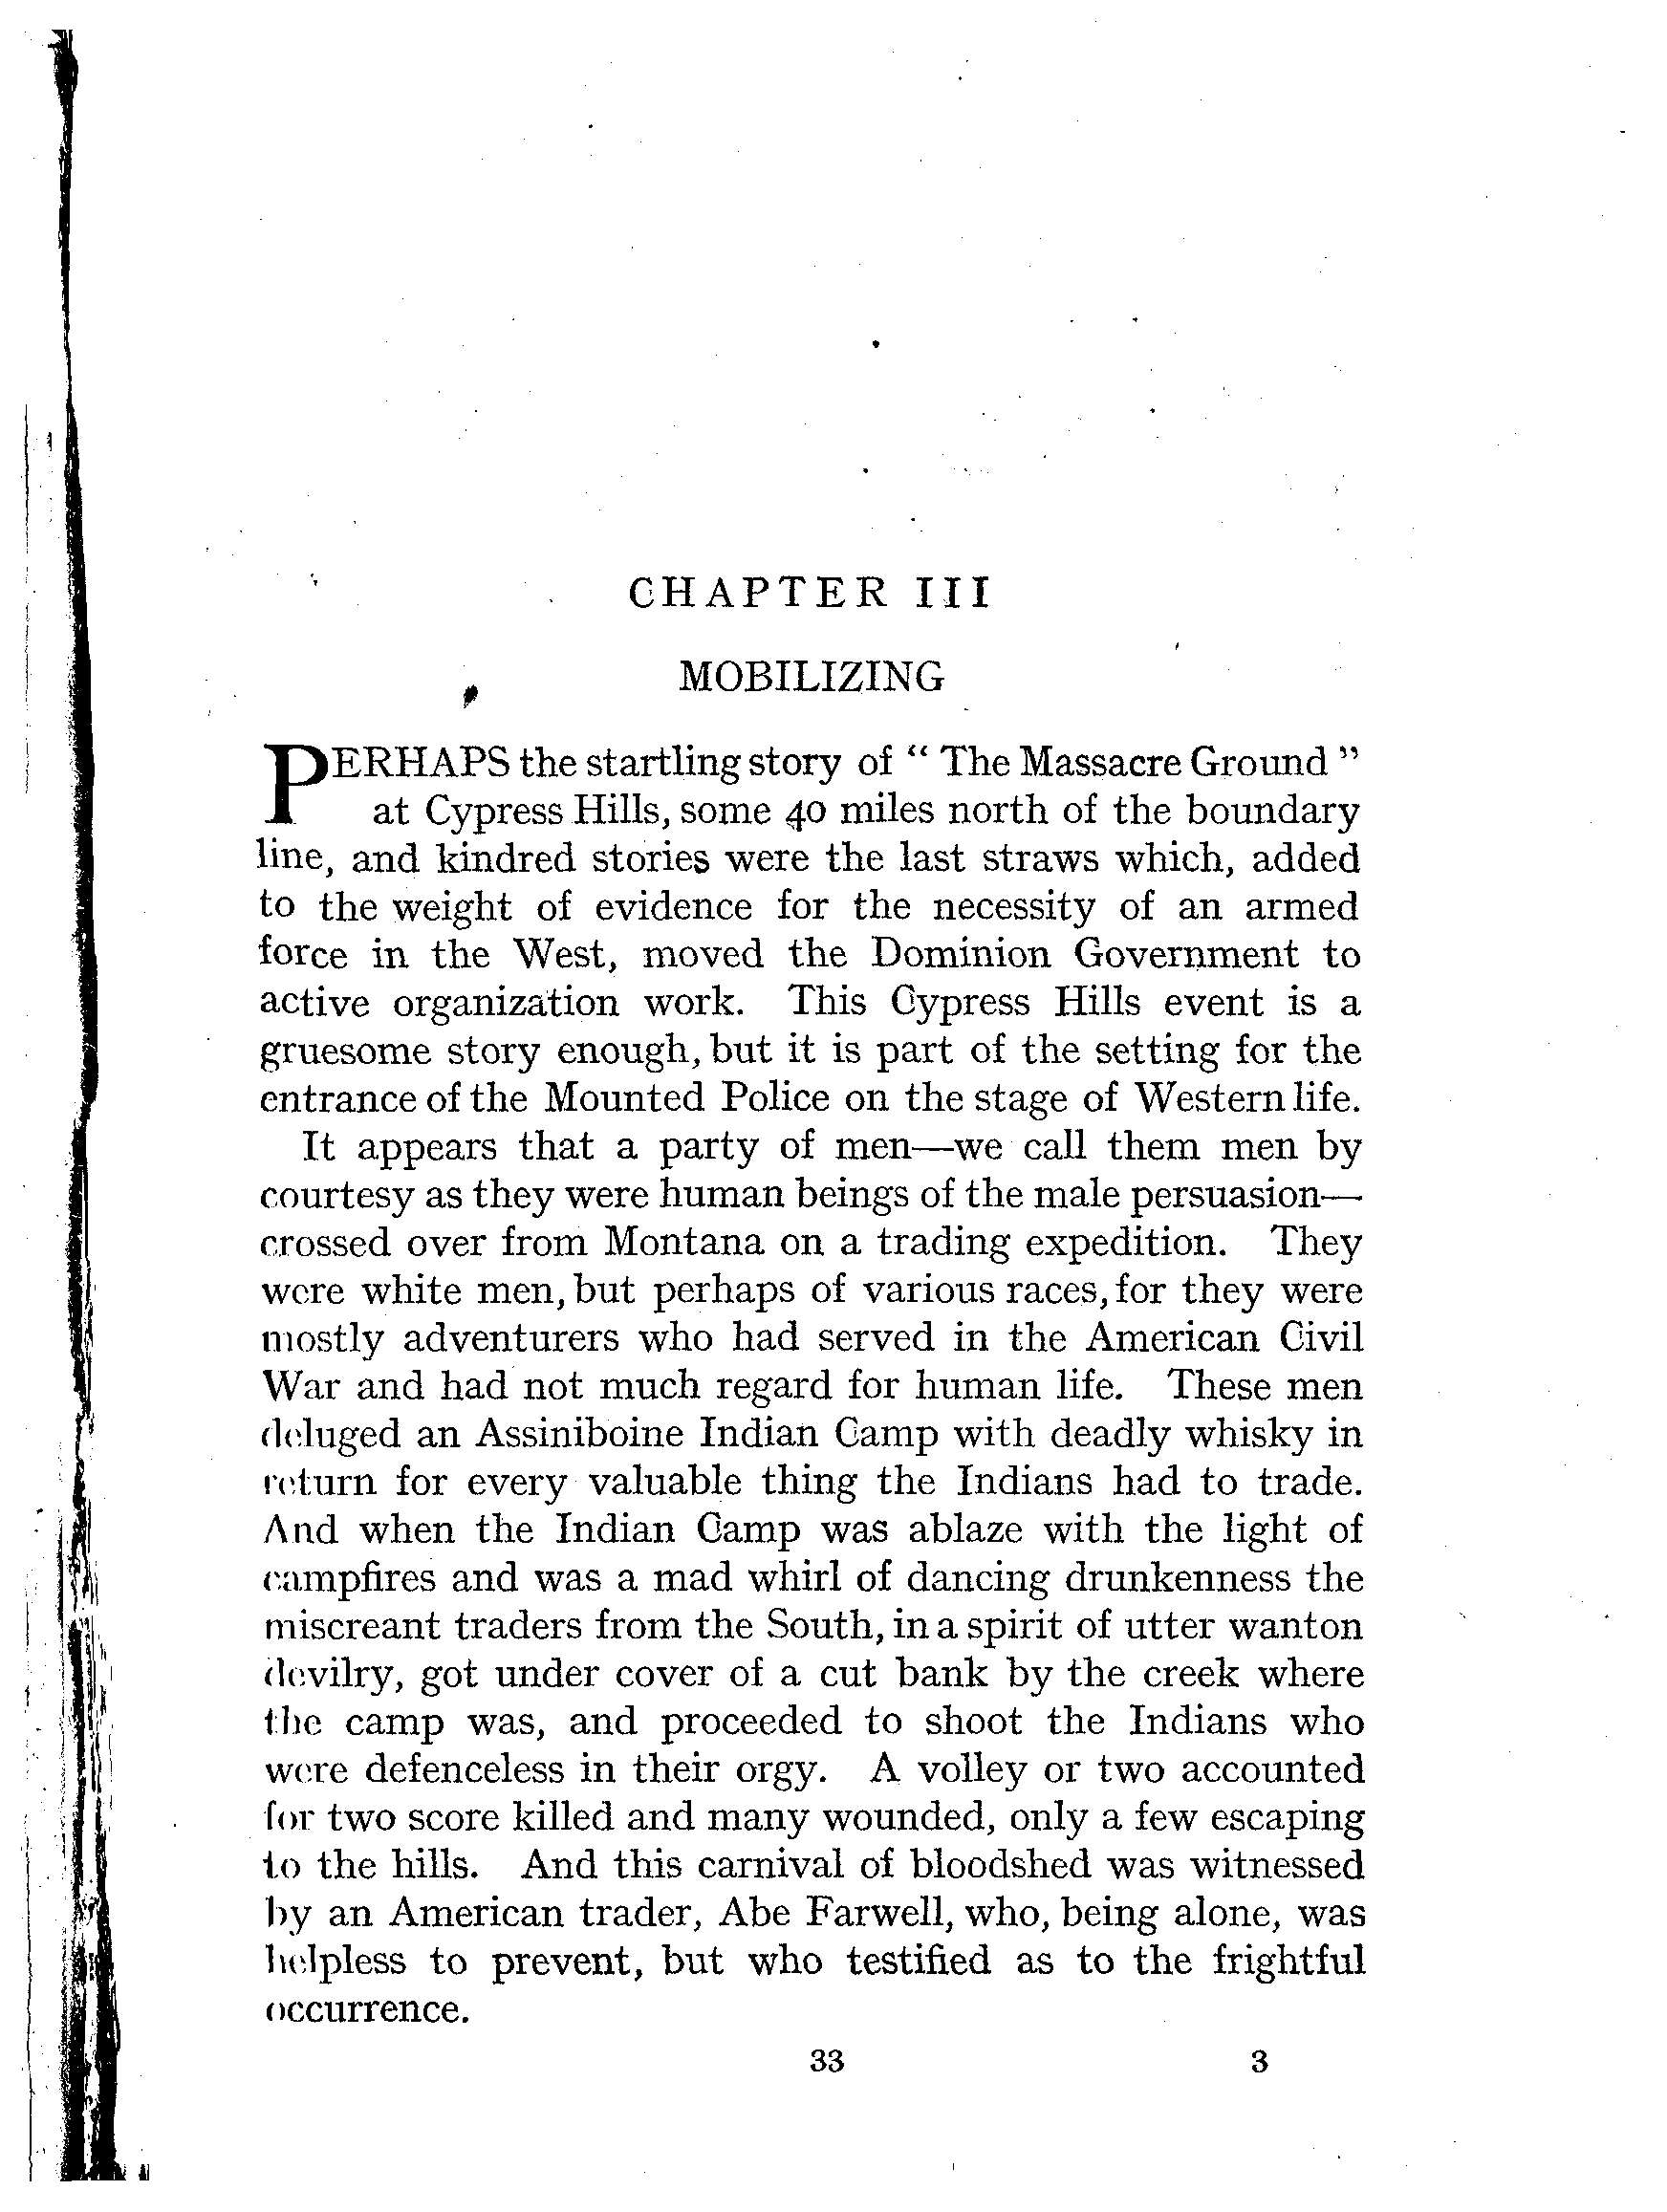 CHAPTER III
MOBILIZING
PERHAPS the startling story of “ The Massacre Ground ”
at Cypress Hills, some 40 miles north of the boundary
line, and kindred stories were the last straws which, added
to the weight of evidence for the necessity of an armed
force in the West, moved the Dominion Government to
active organization work. This Cypress Hills event is a
gruesome story enough, but it is part of the setting for the
entrance of the Mounted Police on the stage of Western life.
It appears that a party of men—we call them men by
courtesy as they were human beings of the male persuasion—
crossed over from Montana on a trading expedition. They
were white men, but perhaps of various races, for they were
mostly adventurers who had served in the American Civil
War and had not much regard for human life. These men
deluged an Assiniboine Indian Camp with deadly whisky in
return for every valuable thing the Indians had to trade.
And when the Indian Camp was ablaze with the light of
campfires and was a mad whirl of dancing drunkenness the
miscreant traders from the South, in a spirit of utter wanton
devilry, got under cover of a cut bank by the creek where
the camp was, and proceeded to shoot the Indians who
were defenceless in their orgy. A volley or two accounted
for two score killed and many wounded, only a few escaping
to the hills. And this carnival of bloodshed was witnessed
by an American trader, Abe Farwell, who, being alone, was
helpless to prevent, but who testified as to the frightful
occurrence.
33 3